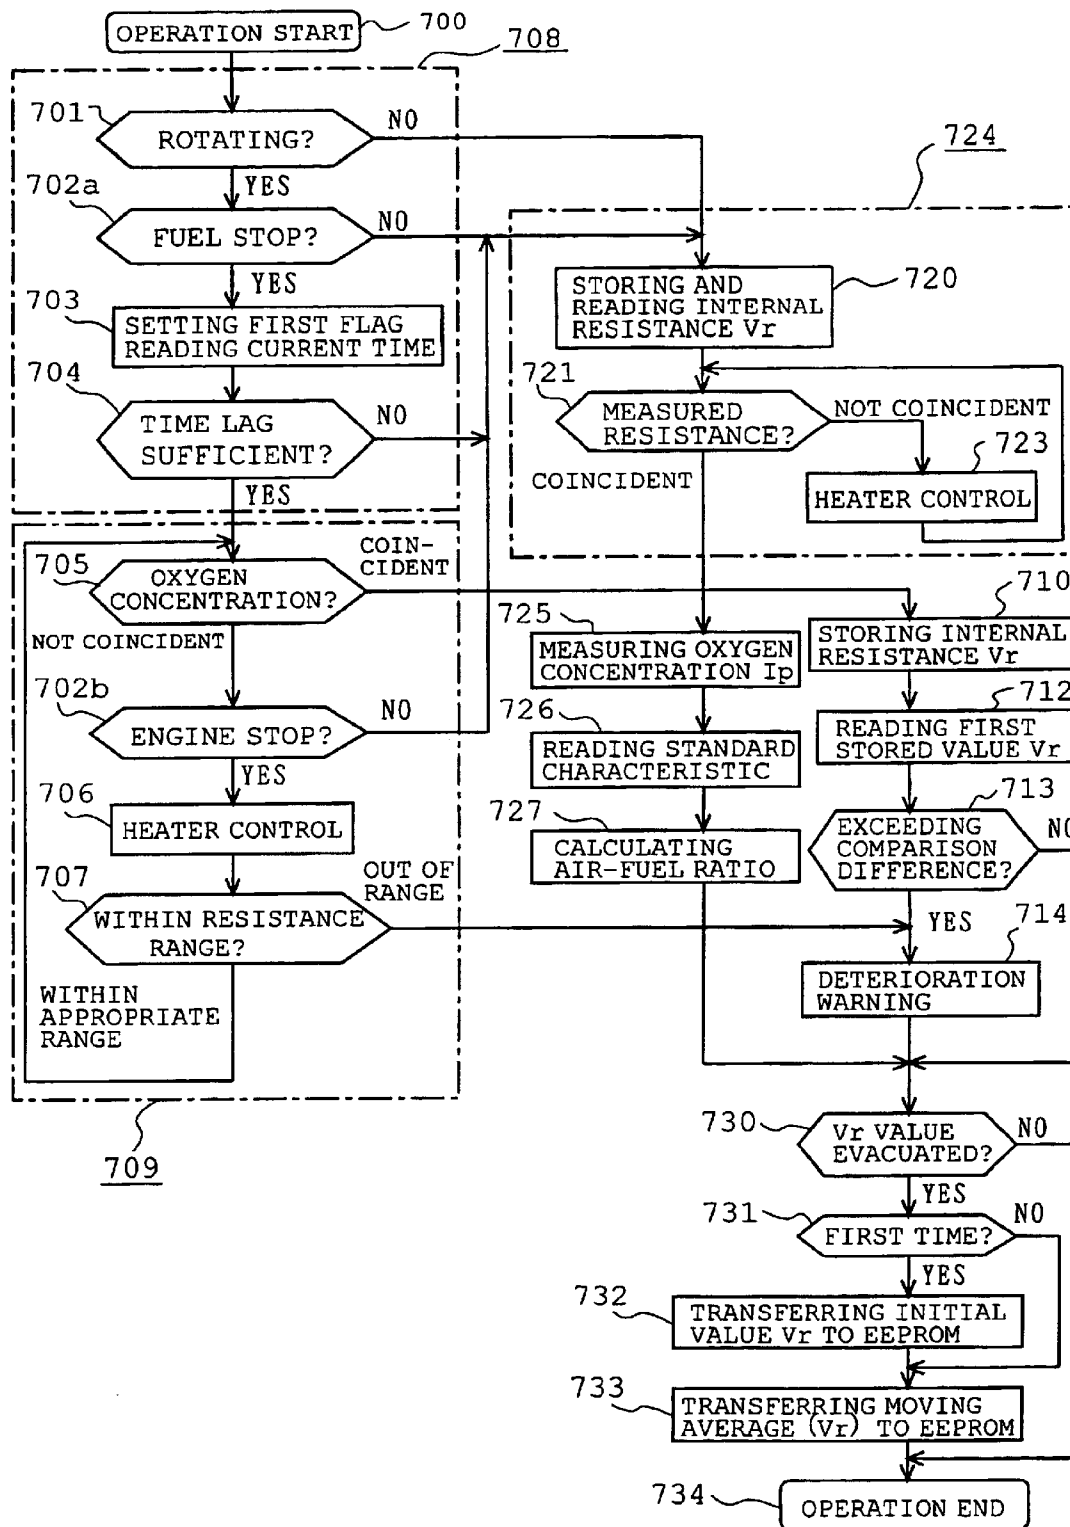 OPERATION START
700
708
701
ROTATING?
NO
YES
702a
FUEL STOP?
NO
YES
703
SETTING FIRST FLAG
READING CURRENT TIME
704
TIME LAG
SUFFICIENT?
NO
YES
705
OXYGEN
CONCENTRATION?
COIN-
CIDENT
NOT COINCIDENT
702b
ENGINE STOP?
NO
YES
706
HEATER CONTROL
707
WITHIN RESISTANCE
RANGE?
OUT OF
RANGE
WITHIN
APPROPRIATE
RANGE
709
724
720
STORING AND
READING INTERNAL
RESISTANCE Vr
721
MEASURED
RESISTANCE?
NOT COINCIDENT
COINCIDENT
723
HEATER CONTROL
725
MEASURING OXYGEN
CONCENTRATION Ip
726
READING STANDARD
CHARACTERISTIC
727
CALCULATING
AIR-FUEL RATIO
710
STORING INTERNAL
RESISTANCE Vr
712
READING FIRST
STORED VALUE Vr
713
EXCEEDING
COMPARISON
DIFFERENCE?
NO
YES
714
DETERIORATION
WARNING
730
Vr VALUE
EVACUATED?
NO
YES
731
FIRST TIME?
NO
YES
732
TRANSFERRING INITIAL
VALUE Vr TO EEPROM
733
TRANSFERRING MOVING
AVERAGE (Vr) TO EEPROM
734
OPERATION END